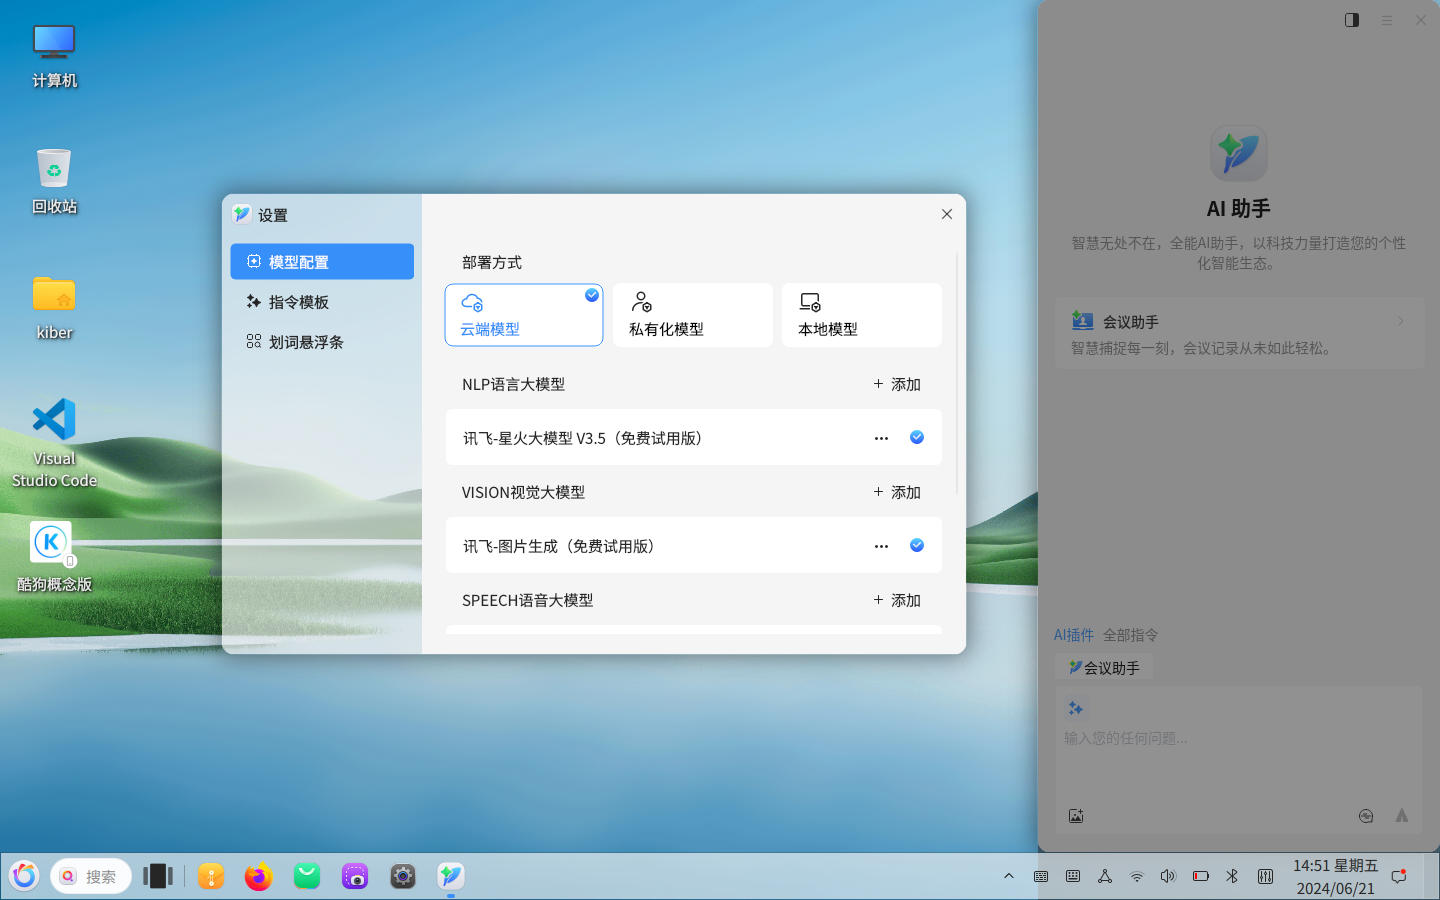 计算机
回收站
kiber
Visual
Studio Code
酷狗概念版
设置
模型配置
指令模板
划词悬浮条
部署方式
云端模型
私有化模型
本地模型
NLP语言大模型
添加
讯飞-星火大模型 V3.5（免费试用版）
VISION视觉大模型
添加
讯飞-图片生成（免费试用版）
SPEECH语音大模型
添加
AI 助手
智慧无处不在，全能AI助手，以科技力量打造您的个性
化智能生态。
会议助手
智慧捕捉每一刻，会议记录从未如此轻松。
AI插件 全部指令
会议助手
输入您的任何问题...
搜索
14:51 星期五
2024/06/21